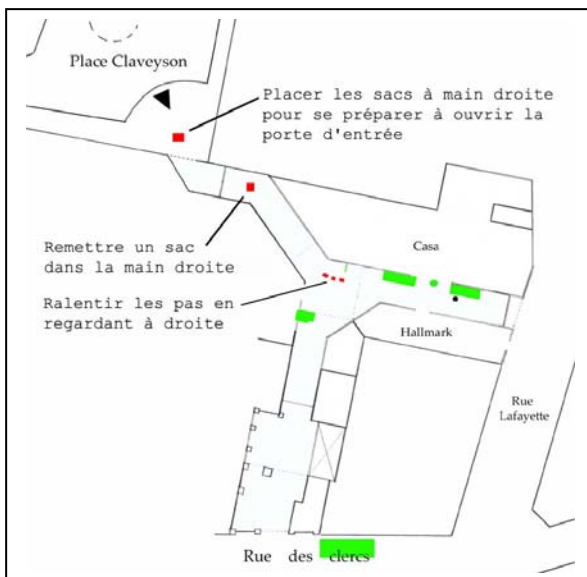 Place Claveyson
Placer les sacs à main droite
pour se préparer à ouvrir la
porte d'entrée
Remettre un sac
dans la main droite
Casa
Ralentir les pas en
regardant à droite
Hallmark
Rue
Lafayette
Rue des clercs